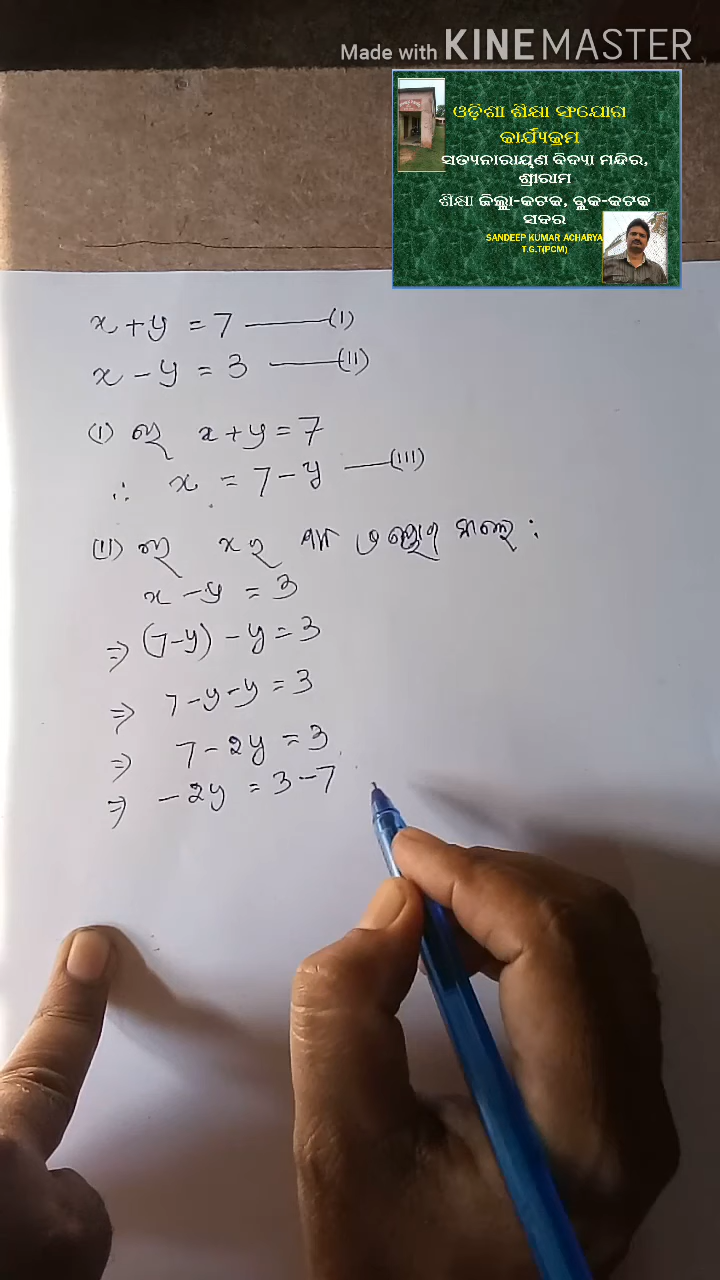 Made with KINEMASTER
ଓଡ଼ିଶା ଶିକ୍ଷା ସଂଯୋଗ
କାର୍ଯ୍ୟକ୍ରମ
ସତ୍ୟନାରାୟଣ ବିଦ୍ୟା ମନ୍ଦିର,
ଶ୍ରୀରାମ
ଶିକ୍ଷା ଜିଲ୍ଲା-କଟକ, ବ୍ଲକ-କଟକ
ସଦର
SANDEEP KUMAR ACHARYA
T.G.T(PCM)
x + y = 7 ——(I)
x - y = 3 ——(II)
(I) ରୁ x + y = 7
∴ x = 7 - y ——(III)
(II) ରେ x ର :
x - y = 3
⇒ (7-y) - y = 3
⇒ 7 - y - y = 3
⇒ 7 - 2y = 3
⇒ - 2y = 3 - 7